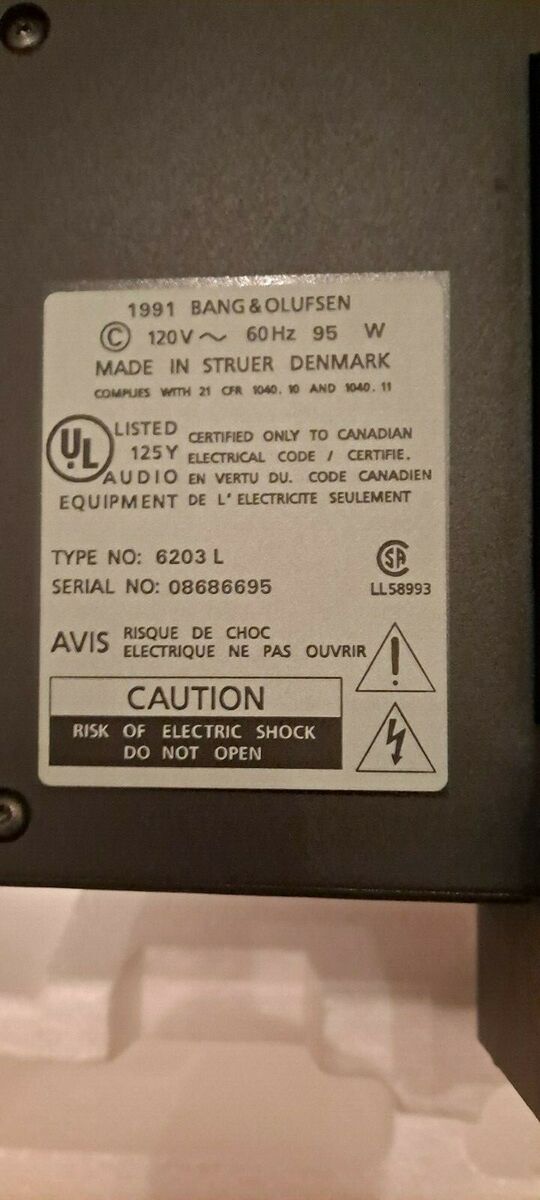 1991 BANG & OLUFSEN
© 120V ~ 60Hz 95 W
MADE IN STRUER DENMARK
COMPLIES WITH 21 CFR 1040.10 AND 1040.11
UL LISTED
125Y
AUDIO
EQUIPMENT
CERTIFIED ONLY TO CANADIAN
ELECTRICAL CODE / CERTIFIE.
EN VERTU DU. CODE CANADIEN
DE L'ELECTRICITE SEULEMENT
TYPE NO: 6203 L
SERIAL NO: 08686695
SA
LL58993
AVIS
RISQUE DE CHOC
ELECTRIQUE NE PAS OUVRIR
CAUTION
RISK OF ELECTRIC SHOCK
DO NOT OPEN